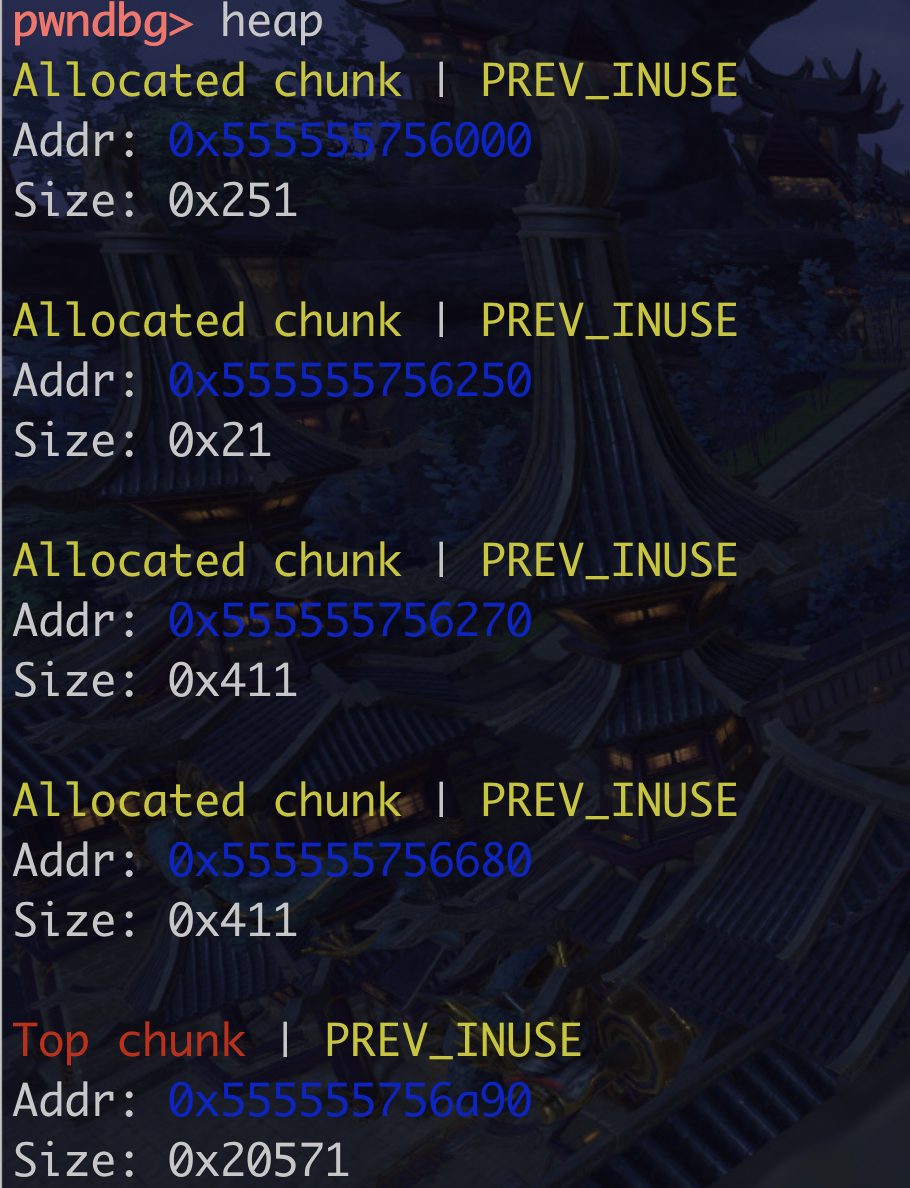 pwndbg> heap
Allocated chunk | PREV_INUSE
Addr: 0x555555756000
Size: 0x251
Allocated chunk | PREV_INUSE
Addr: 0x555555756250
Size: 0x21
Allocated chunk | PREV_INUSE
Addr: 0x555555756270
Size: 0x411
Allocated chunk | PREV_INUSE
Addr: 0x555555756680
Size: 0x411
Top chunk | PREV_INUSE
Addr: 0x555555756a90
Size: 0x20571